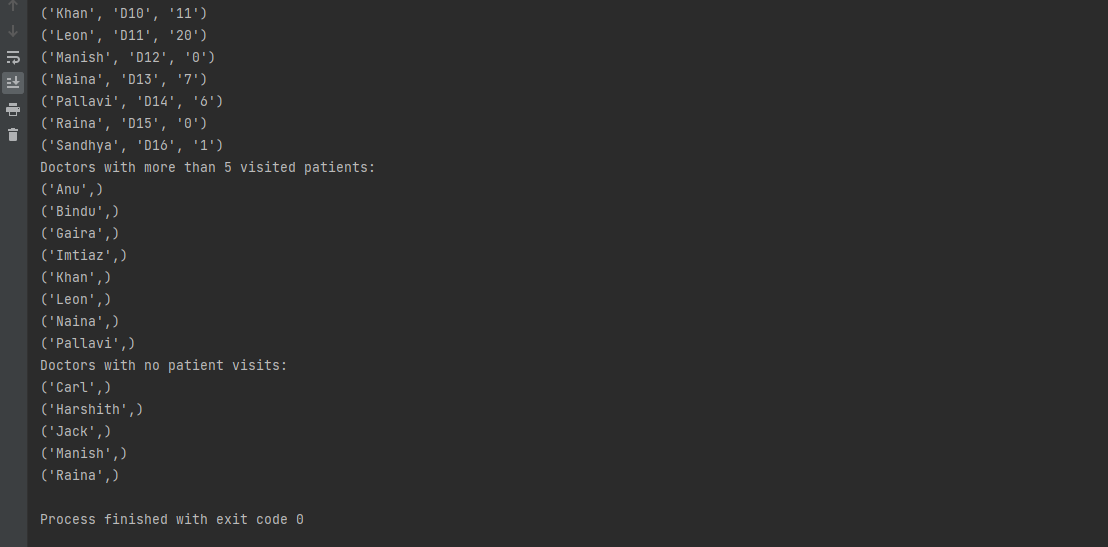 ('Khan', 'D10', '11')
('Leon', 'D11', '20')
('Manish', 'D12', '0')
('Naina', 'D13', '7')
('Pallavi', 'D14', '6')
('Raina', 'D15', '0')
('Sandhya', 'D16', '1')
Doctors with more than 5 visited patients:
('Anu',)
('Bindu',)
('Gaira',)
('Imtiaz',)
('Khan',)
('Leon',)
('Naina',)
('Pallavi',)
Doctors with no patient visits:
('Carl',)
('Harshith',)
('Jack',)
('Manish',)
('Raina',)
Process finished with exit code 0